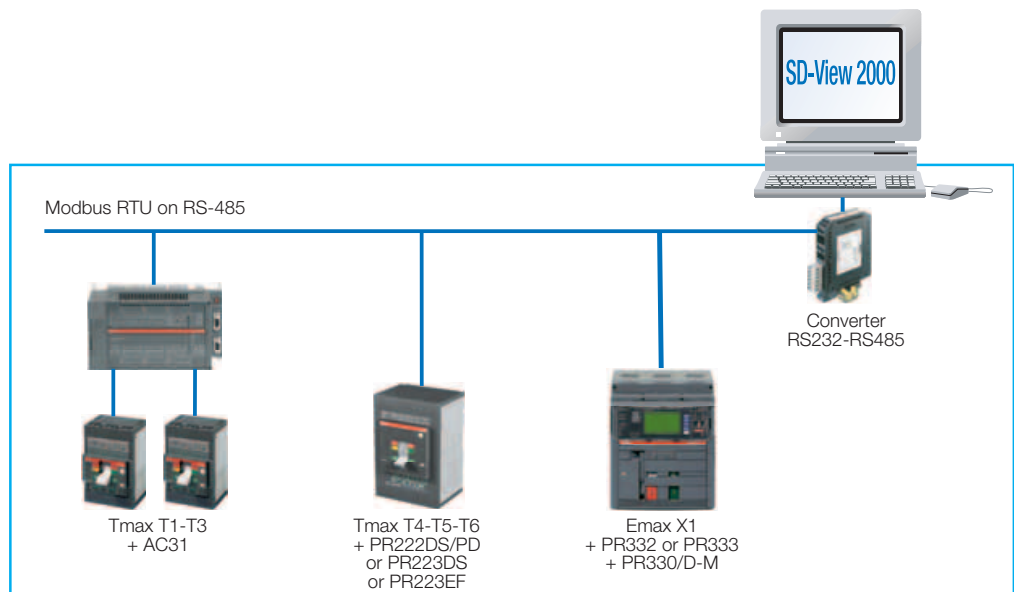 SD-View 2000
Modbus RTU on RS-485
Converter
RS232-RS485
Tmax T1-T3
+ AC31
Tmax T4-T5-T6
+ PR222DS/PD
or PR223DS
or PR223EF
Emax X1
+ PR332 or PR333
+ PR330/D-M